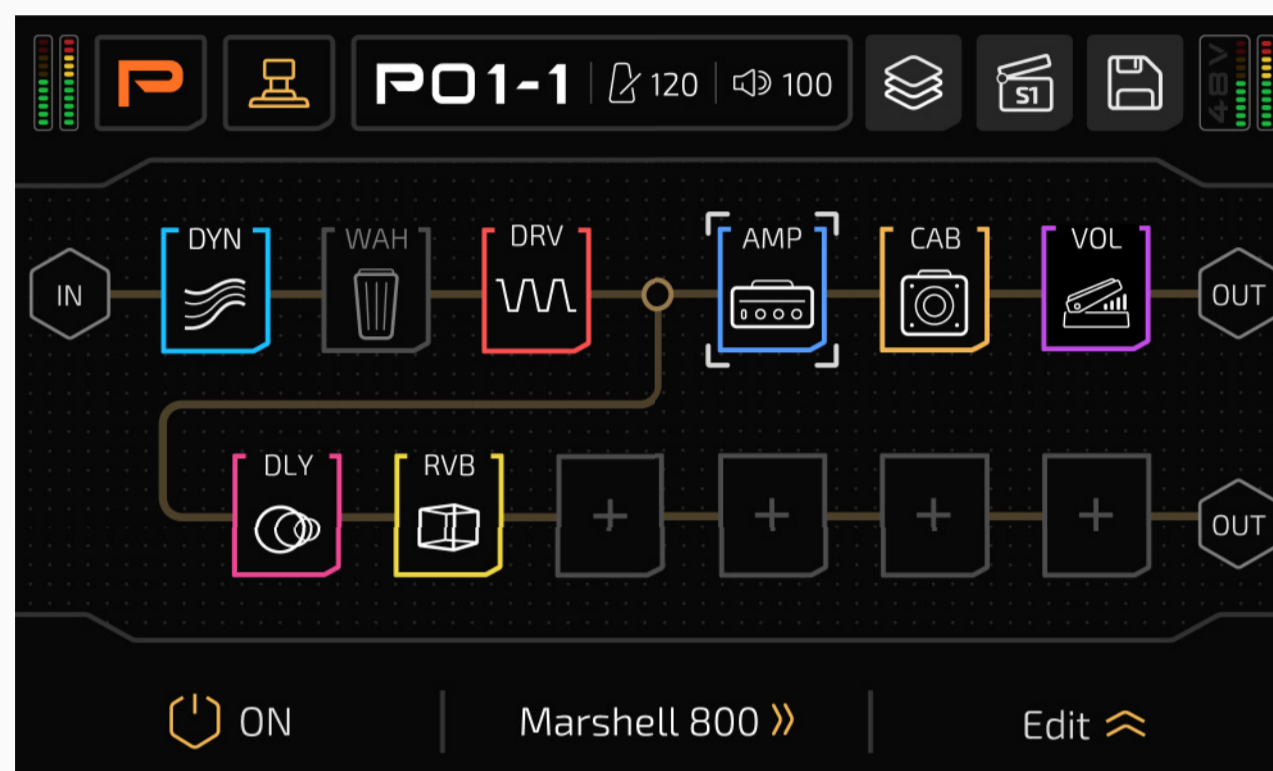 P01-1 120 100 S1 48V
IN DYN WAH DRV AMP CAB VOL OUT
DLY RVB + + + + OUT
ON Marshell 800 Edit